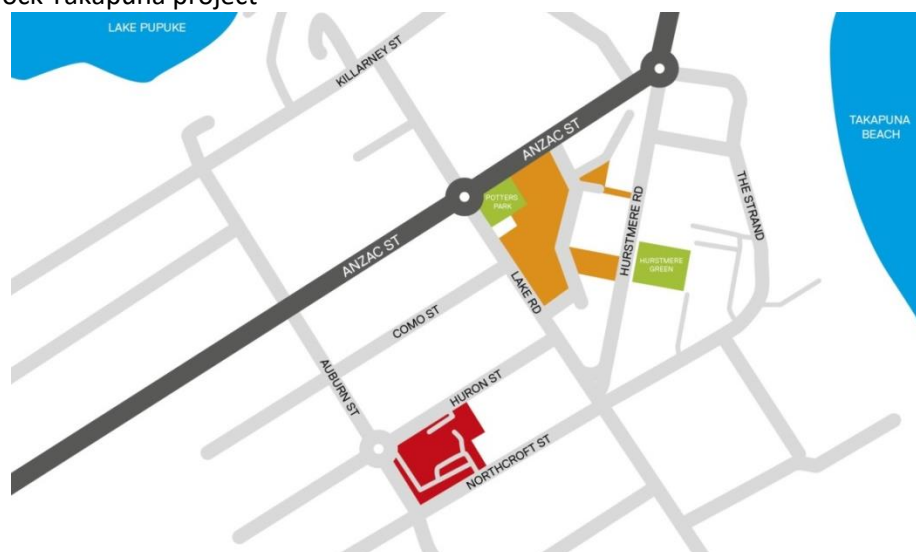 Takapuna project
LAKE PUPUKE
KILLARNEY ST
ANZAC ST
TAKAPUNA
BEACH
POTTERS
PARK
HURSTMERE RD
THE STRAND
ANZAC ST
HURSTMERE
GREEN
LAKE RD
COMO ST
AUBURN ST
HURON ST
NORTHCROFT ST